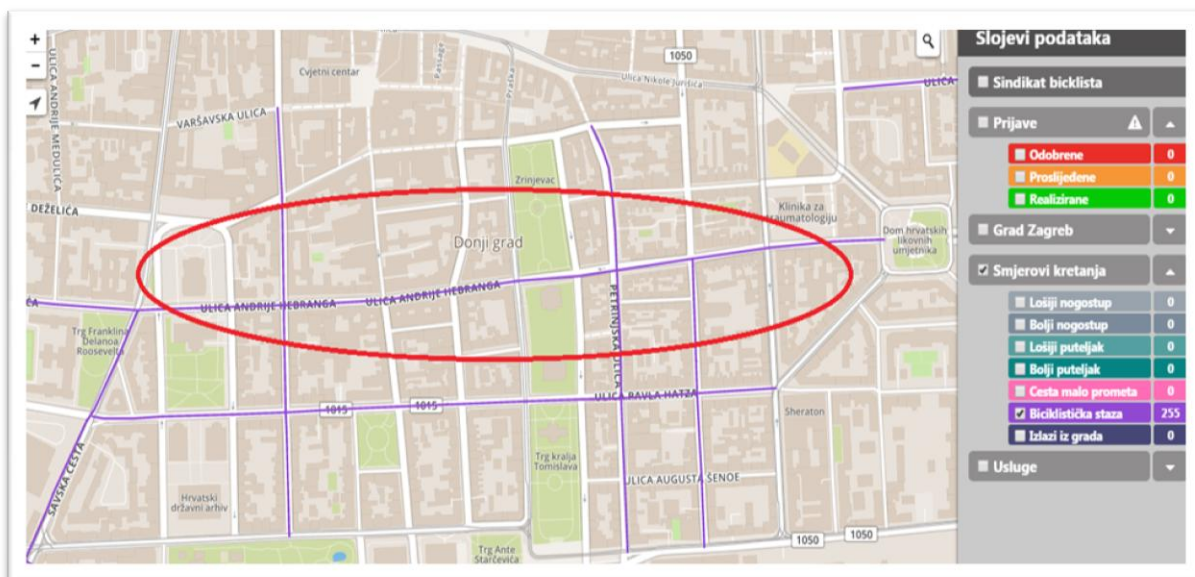 +
−
1050
Slojevi podataka
Sindikat bicklista
Prijave
Odobrene 0
Proslijeđene 0
Realizirane 0
Grad Zagreb
Smjerovi kretanja
Lošiji nogostup 0
Bolji nogostup 0
Lošiji puteljak 0
Bolji puteljak 0
Cesta malo prometa 0
Biciklistička staza 255
Izlazi iz grada 0
Usluge
ULICA ANDRIJE MEDULIĆA
Cvjetni centar
Passage
Praška
Ulica Nikole Jurišića
ULICA
VARŠAVSKA ULICA
Zrinjevac
DEŽELIĆA
Klinika za
traumatologiju
Donji grad
Dom hrvatskih
likovnih
umjetnika
ULICA ANDRIJE HEBRANGA
ULICA ANDRIJE HEBRANGA
PETRINJSKA ULICA
Trg Franklina
Delanoa
Roosevelta
ULICA PAVLA HATZA
1015
1015
Sheraton
SAVSKA CESTA
Trg kralja
Tomislava
ULICA AUGUSTA ŠENOE
Hrvatski
državni arhiv
Trg Ante
Starčevića
1050
1050